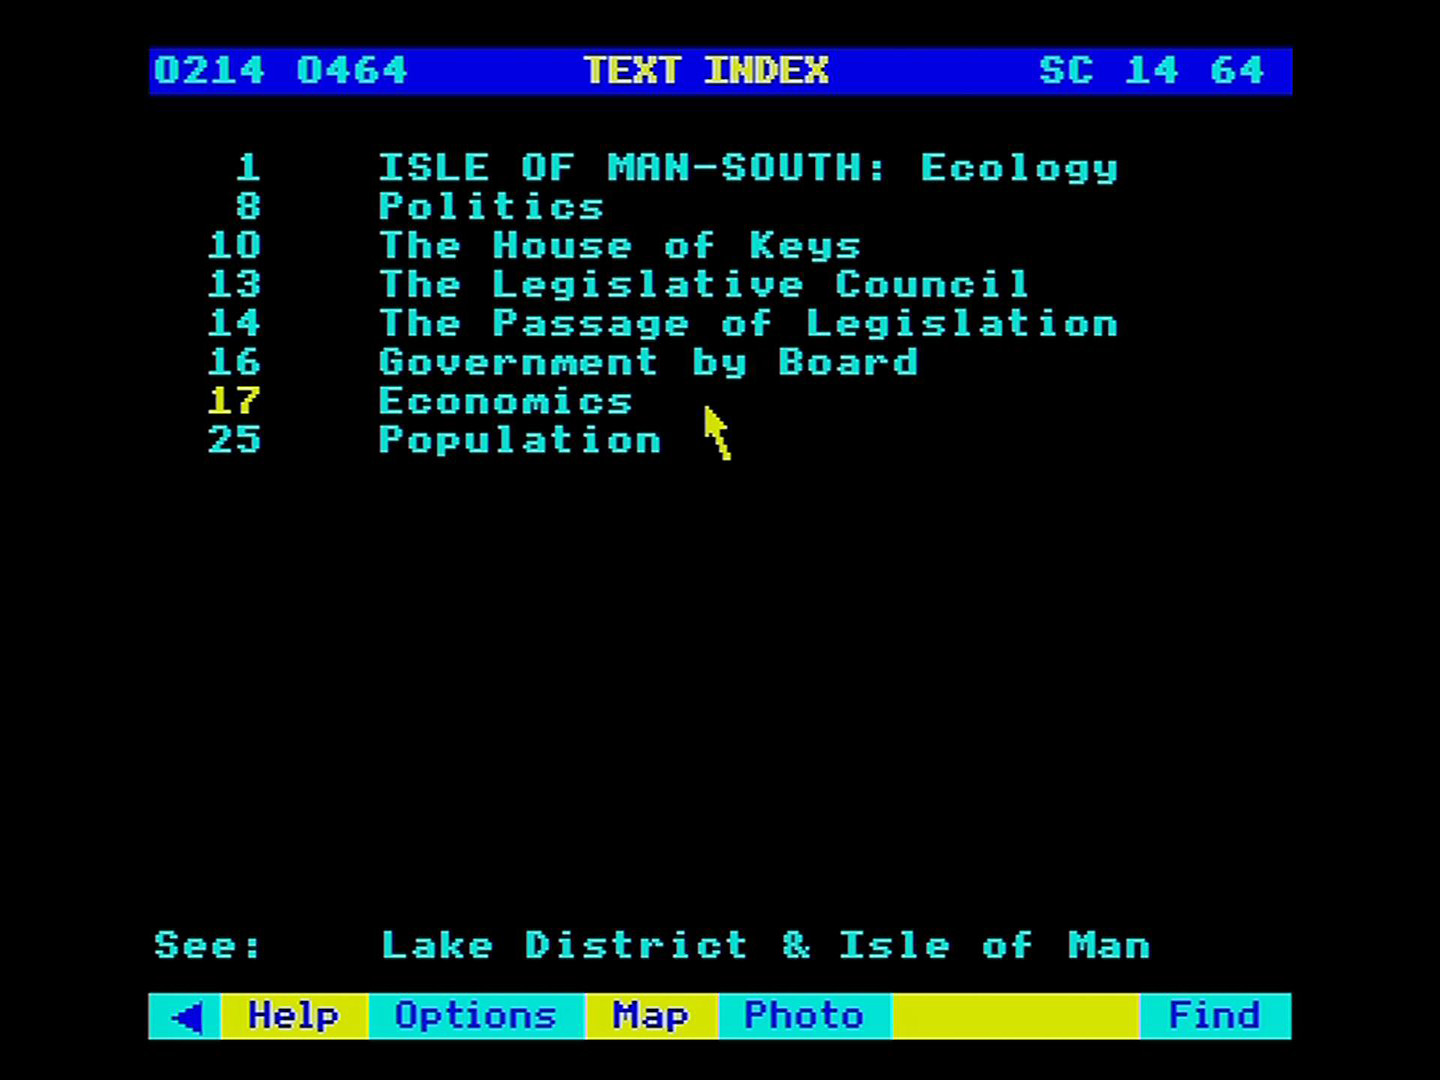 0214 0464 TEXT INDEX SC 14 64
1 ISLE OF MAN-SOUTH: Ecology
8 Politics
10 The House of Keys
13 The Legislative Council
14 The Passage of Legislation
16 Government by Board
17 Economics
25 Population
See: Lake District & Isle of Man
Help Options Map Photo Find